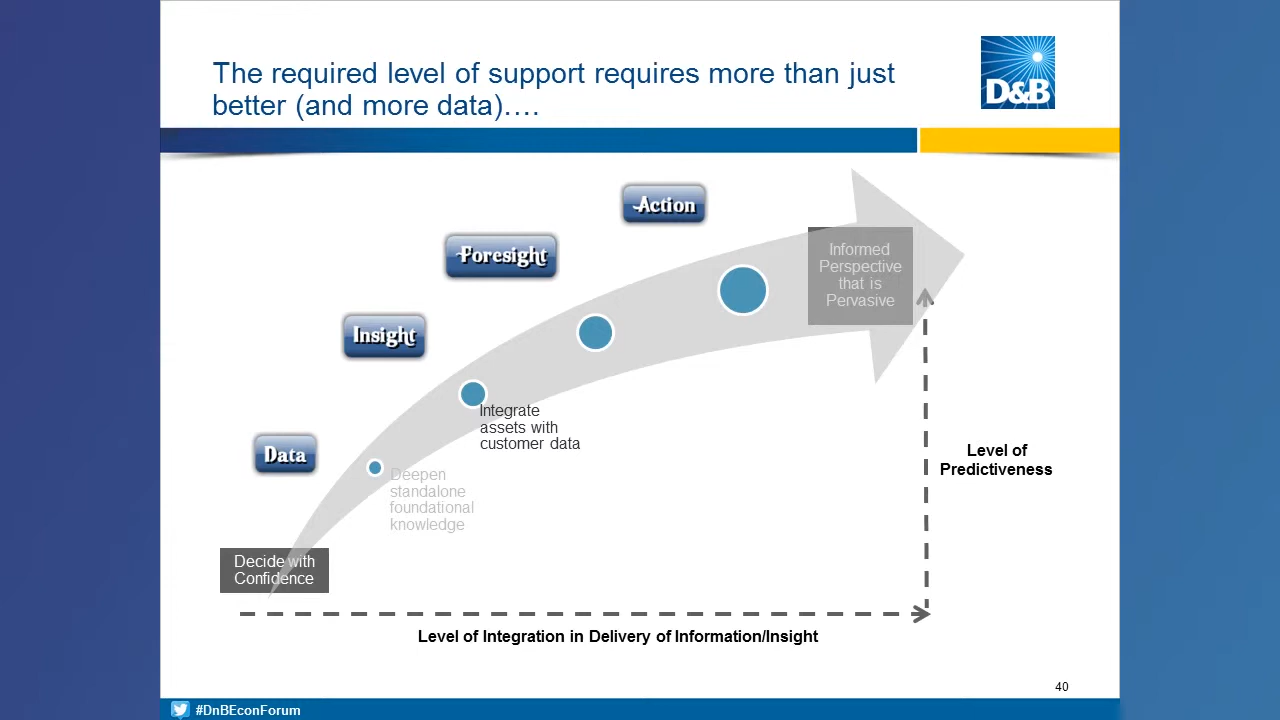 The required level of support requires more than just
better (and more data)….
D&B
Action
Foresight
Informed
Perspective
that is
Pervasive
Insight
Integrate
assets with
customer data
Data
Deepen
standalone
foundational
knowledge
Level of
Predictiveness
Decide with
Confidence
Level of Integration in Delivery of Information/Insight
40
#DnBEconForum